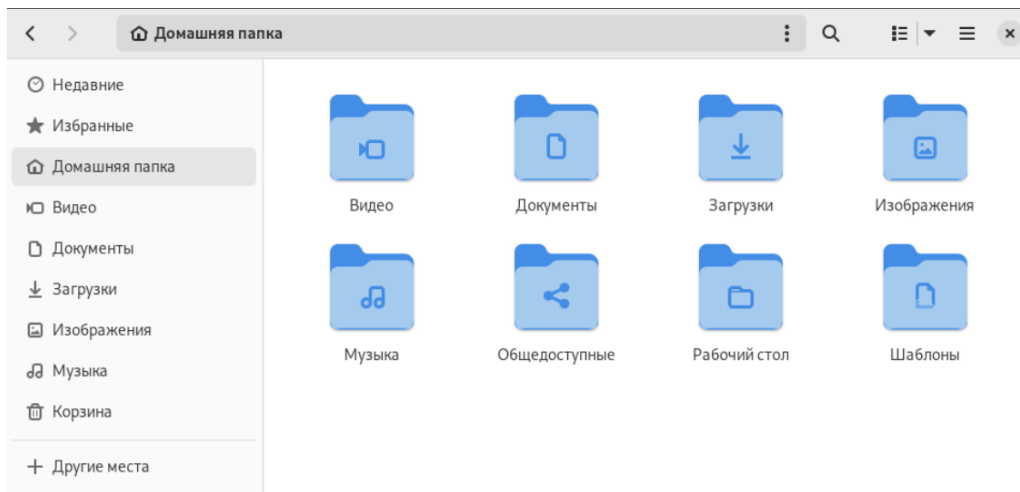 Домашняя папка
Недавние
Избранные
Домашняя папка
Видео
Документы
Загрузки
Изображения
Музыка
Корзина
Другие места
Видео
Документы
Загрузки
Изображения
Музыка
Общедоступные
Рабочий стол
Шаблоны